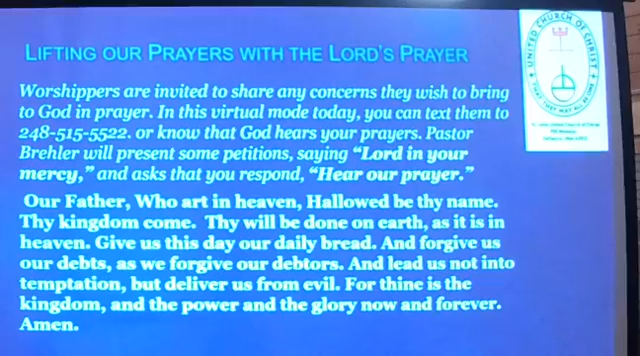 LIFTING OUR PRAYERS WITH THE LORD'S PRAYER
Worshippers are invited to share any concerns they wish to bring
to God in prayer. In this virtual mode today, you can text them to
248-515-5522. or know that God hears your prayers. Pastor
Brehler will present some petitions, saying "Lord in your
mercy," and asks that you respond, "Hear our prayer."
Our Father, Who art in heaven, Hallowed be thy name.
Thy kingdom come. Thy will be done on earth, as it is in
heaven. Give us this day our daily bread. And forgive us
our debts, as we forgive our debtors. And lead us not into
temptation, but deliver us from evil. For thine is the
kingdom, and the power and the glory now and forever.
Amen.
UNITED CHURCH OF CHRIST
THAT THEY MAY ALL BE ONE